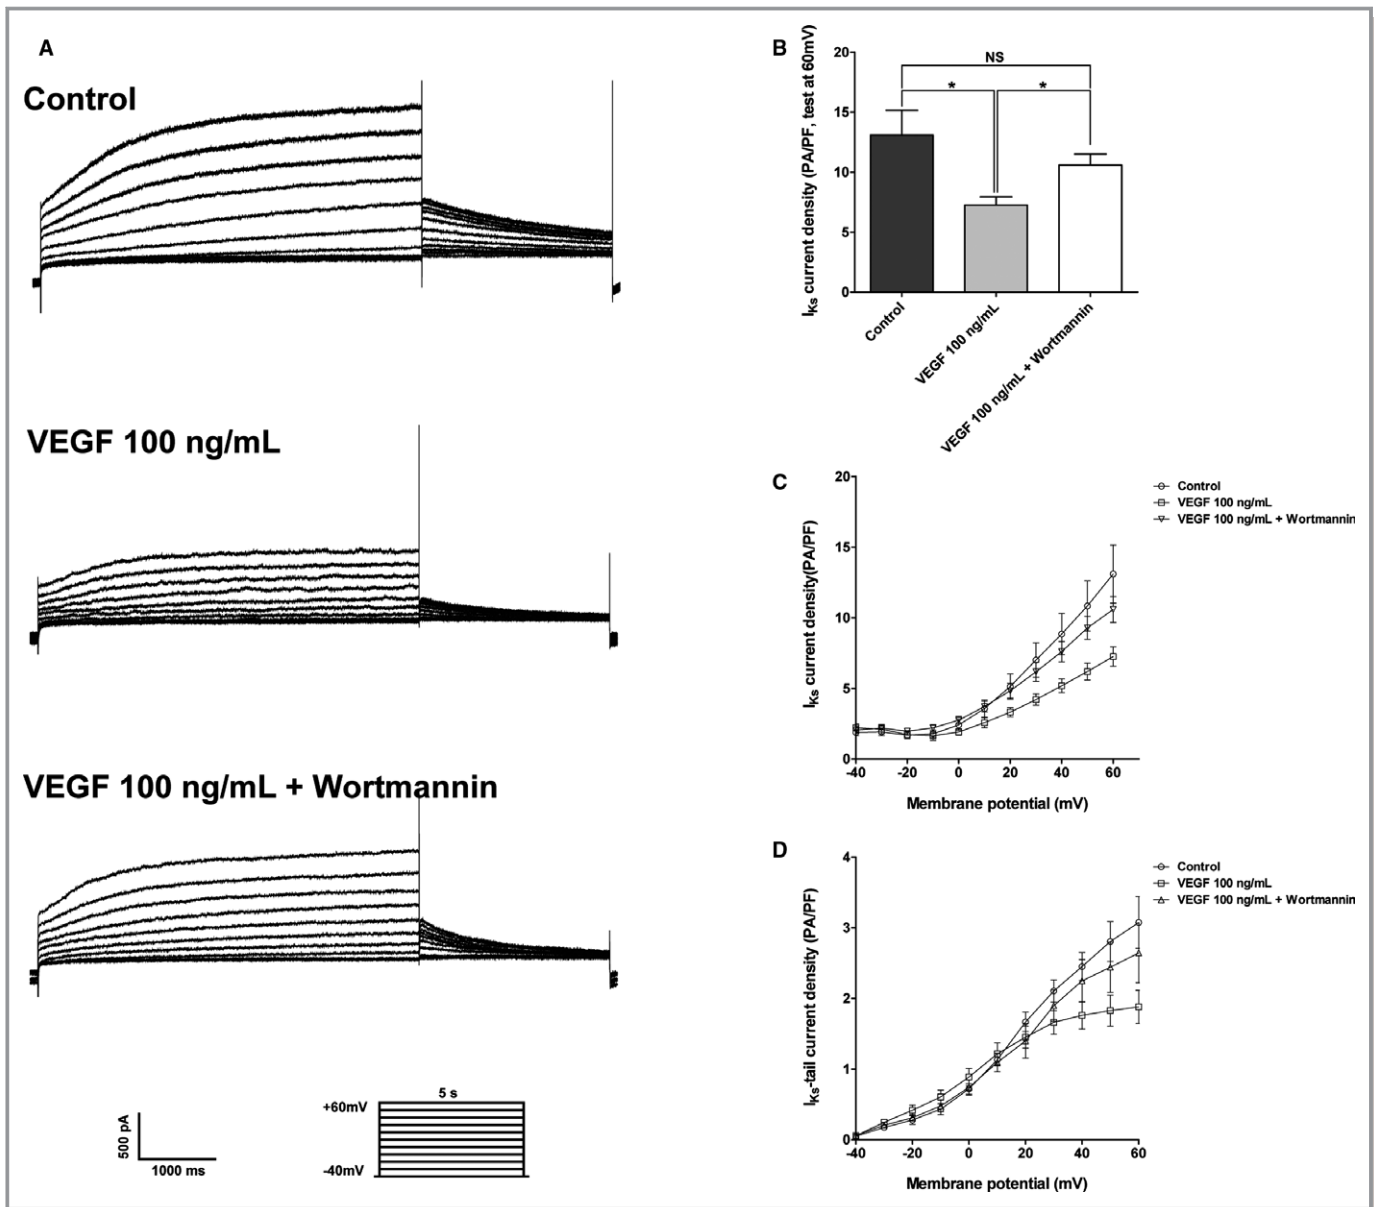 A
Control
VEGF 100 ng/mL
VEGF 100 ng/mL + Wortmannin
500 pA
1000 ms
5 s
+60mV
-40mV
B
IKs current density (PA/PF, test at 60mV)
20
15
10
5
0
NS
* *
Control
VEGF 100 ng/mL
VEGF 100 ng/mL + Wortmannin
C
IKs current density(PA/PF)
20
15
10
5
0
-40 -20 0 20 40 60
Membrane potential (mV)
Control
VEGF 100 ng/mL
VEGF 100 ng/mL + Wortmannin
D
IKs-tail current density (PA/PF)
4
3
2
1
0
-40 -20 0 20 40 60
Membrane potential (mV)
Control
VEGF 100 ng/mL
VEGF 100 ng/mL + Wortmannin